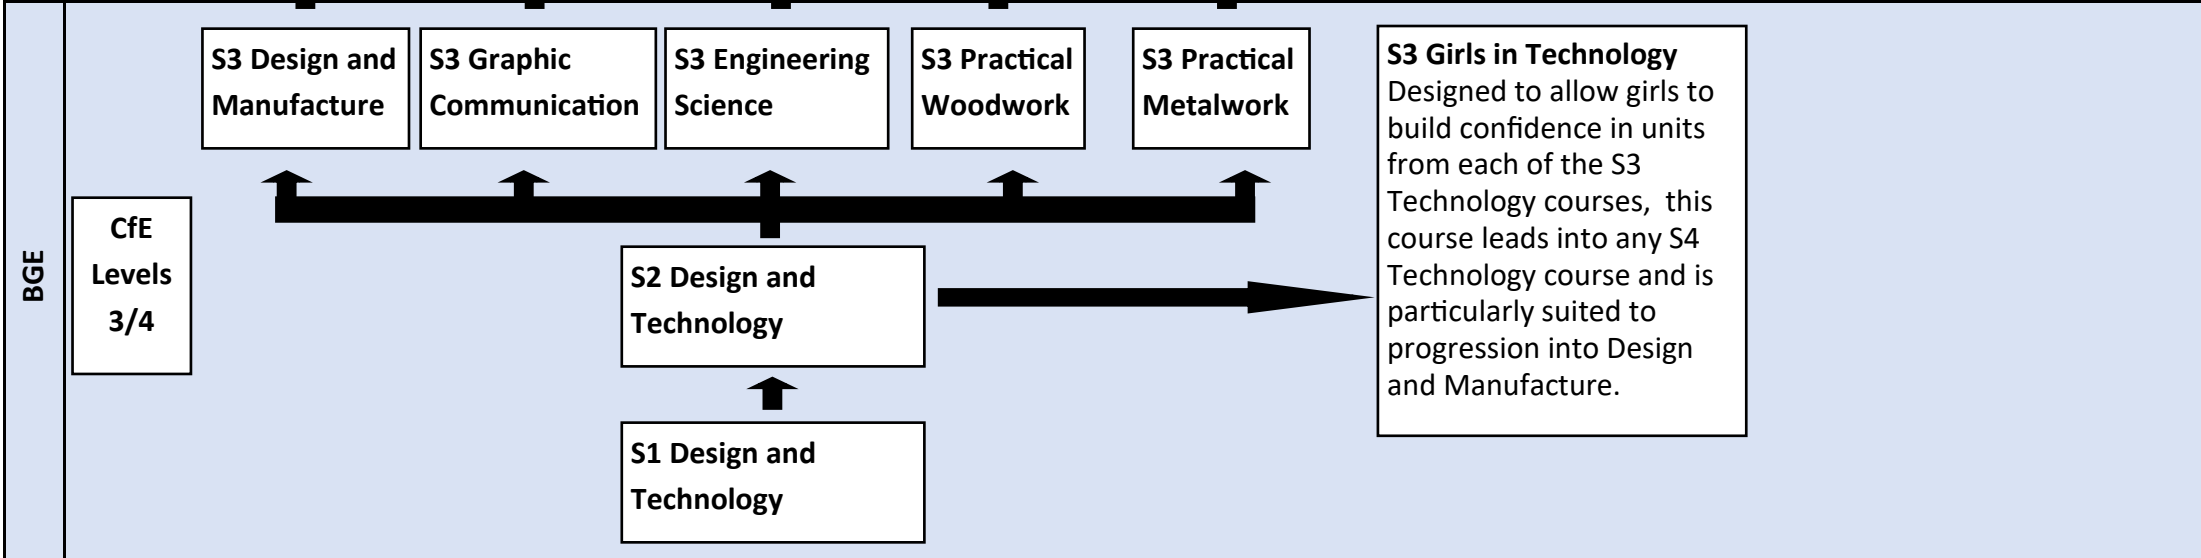 BGE
CfE
Levels
3/4
S3 Design and
Manufacture
S3 Graphic
Communication
S3 Engineering
Science
S3 Practical
Woodwork
S3 Practical
Metalwork
S3 Girls in Technology
Designed to allow girls to
build confidence in units
from each of the S3
Technology courses,  this
course leads into any S4
Technology course and is
particularly suited to
progression into Design
and Manufacture.
S2 Design and
Technology
S1 Design and
Technology